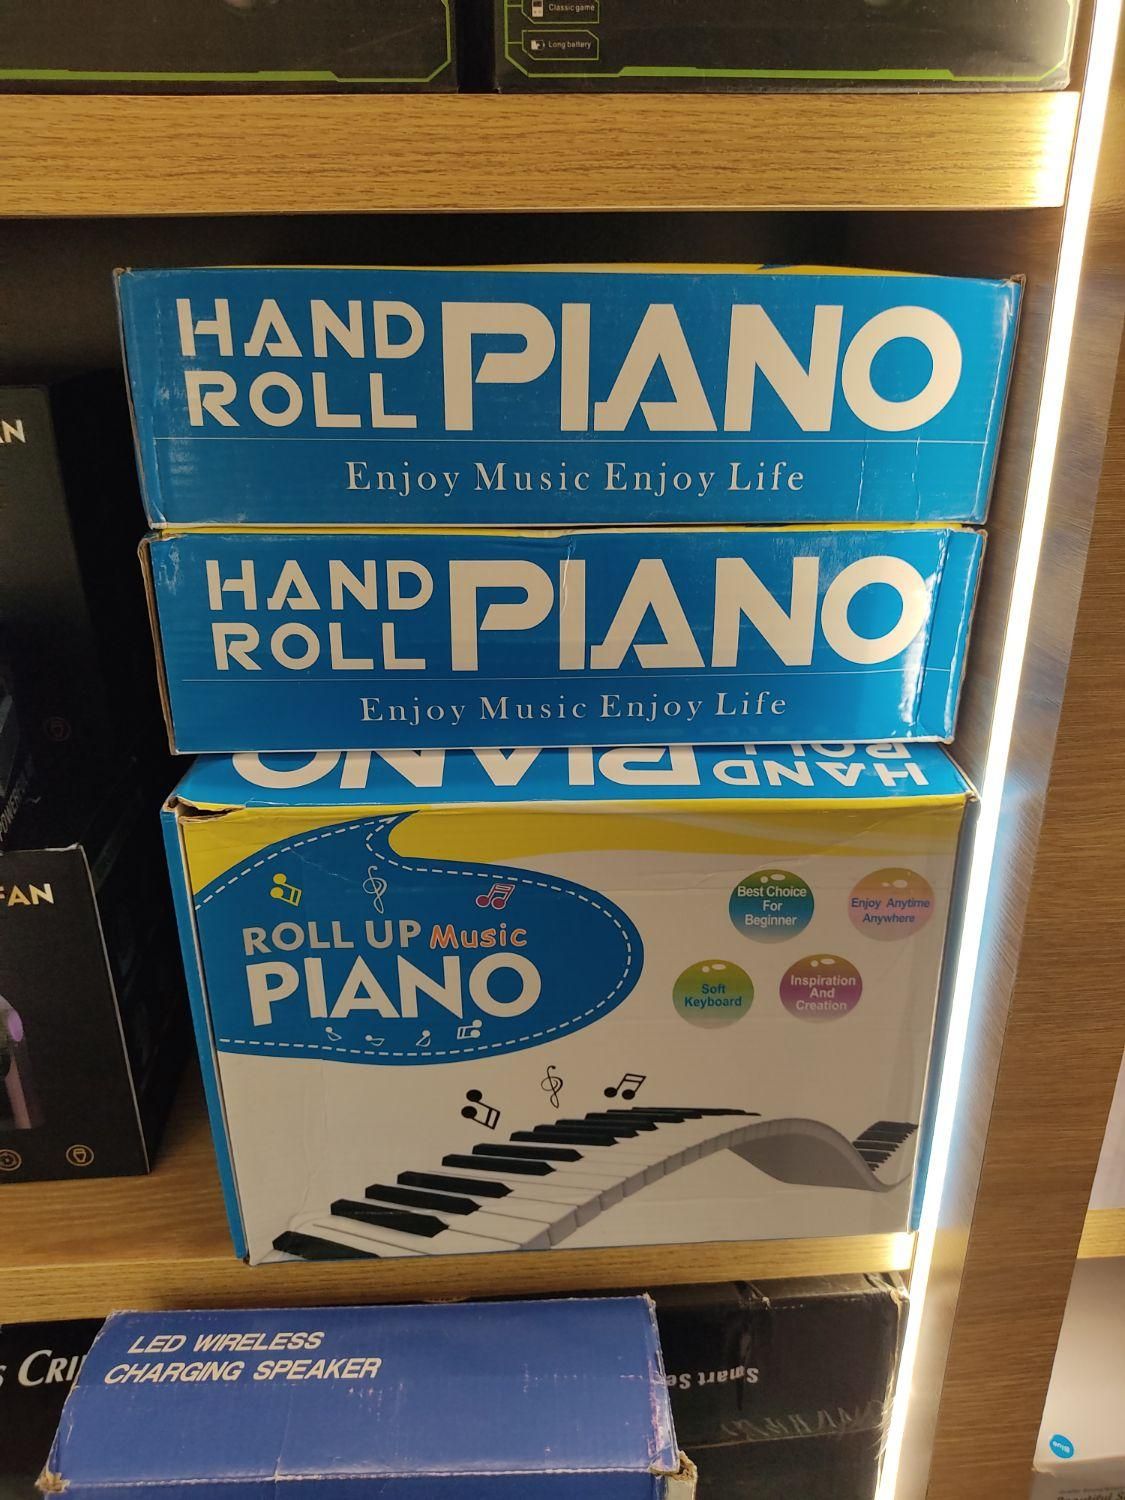 Classic game
Long battery
HAND
ROLL
PIANO
Enjoy Music Enjoy Life
HAND
ROLL
PIANO
Enjoy Music Enjoy Life
HAND
ROLL
PIANO
ROLL UP Music
PIANO
Best Choice
For
Beginner
Enjoy Anytime
Anywhere
Soft
Keyboard
Inspiration
And
Creation
FAN
LED WIRELESS
CHARGING SPEAKER
Smart
Blue